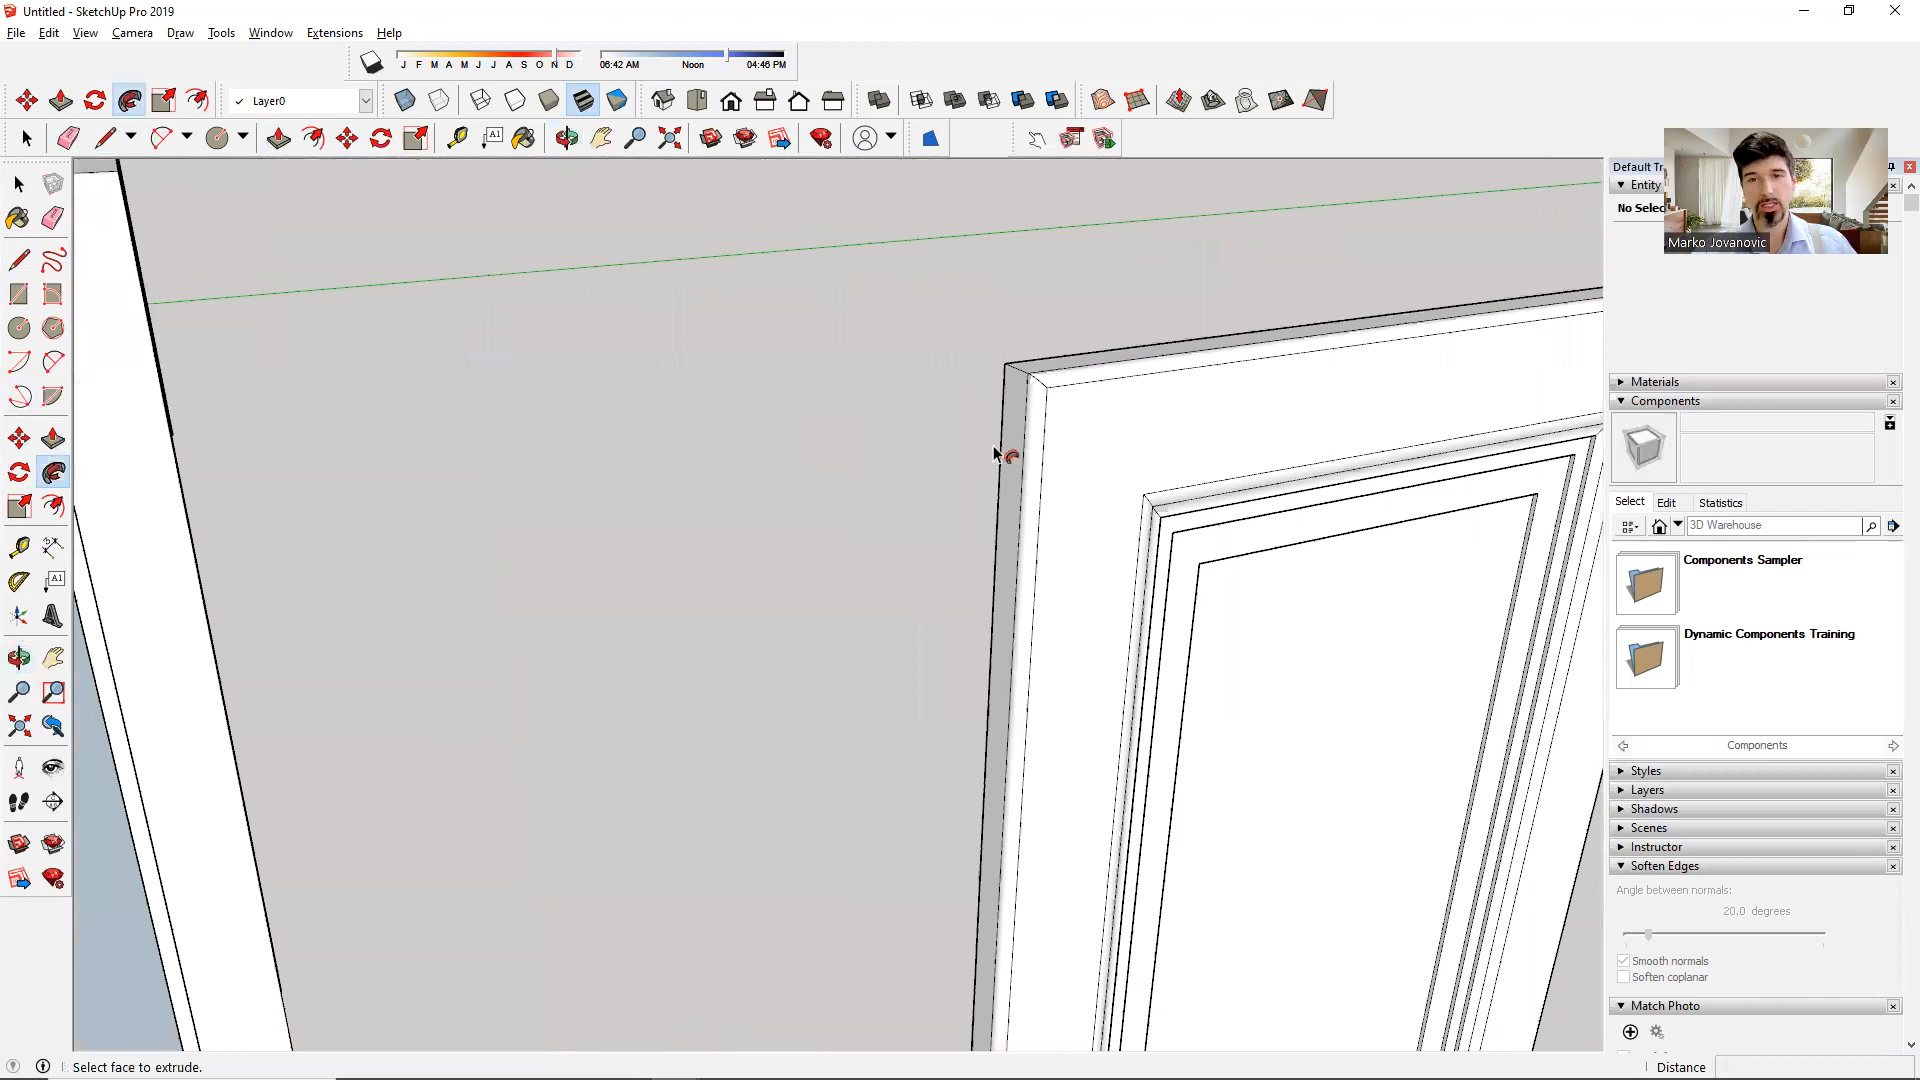 Untitled - SketchUp Pro 2019
File Edit View Camera Draw Tools Window Extensions Help
J F M A M J J A S O N D
06:42 AM Noon 04:46 PM
Layer0
A1
Default Tr
Entity
No Selec
Marko Jovanovic
Materials
Components
Select Edit Statistics
3D Warehouse
Components Sampler
Dynamic Components Training
A1
Components
Styles
Layers
Shadows
Scenes
Instructor
Soften Edges
Angle between normals:
20.0 degrees
Smooth normals
Soften coplanar
Match Photo
Select face to extrude.
Distance